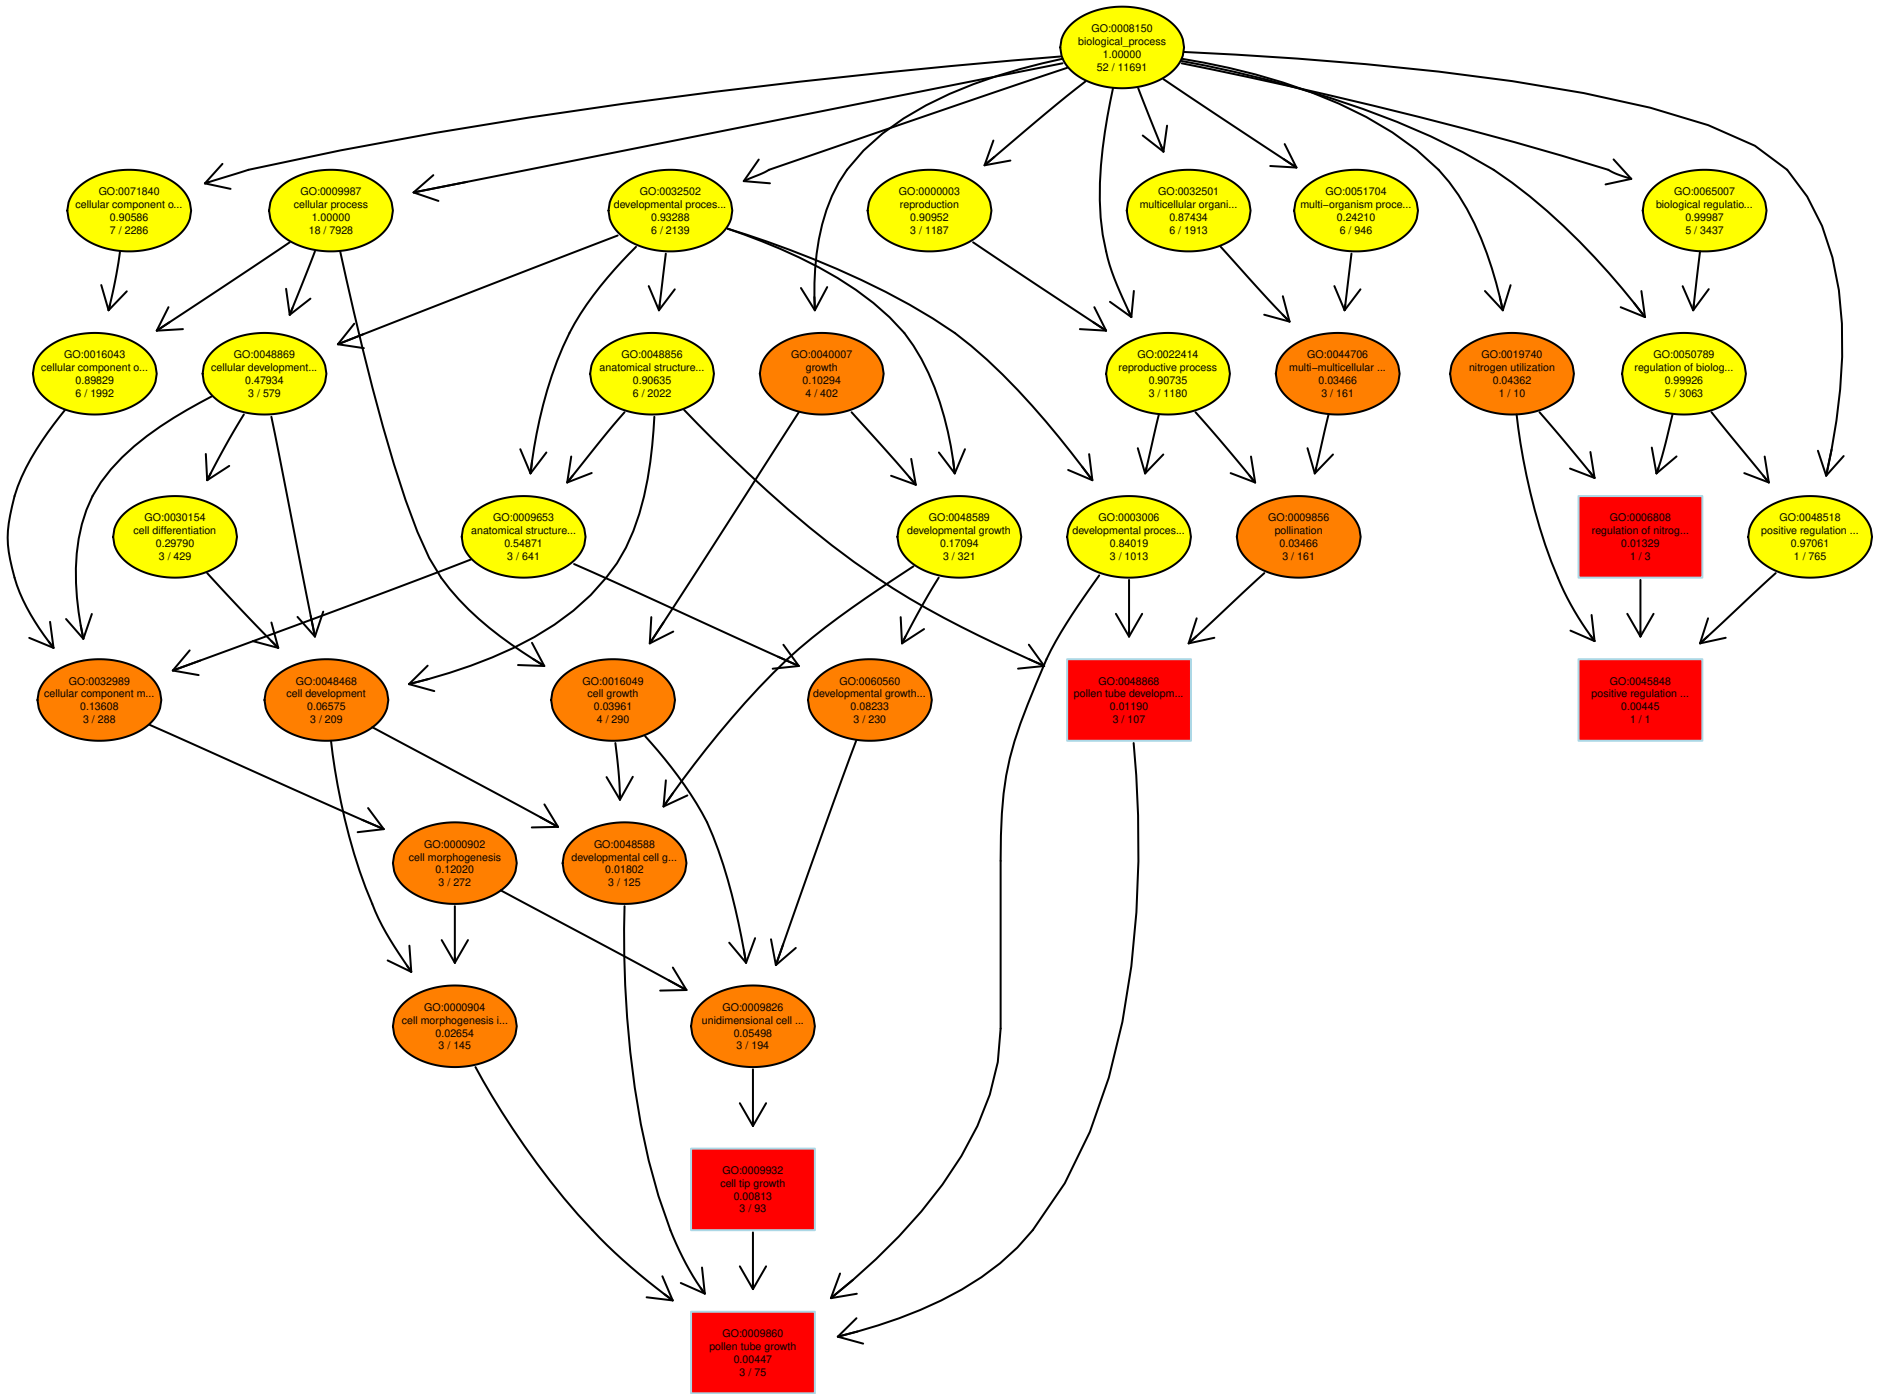 GO:0008150
biological_process
1.00000
52 / 11691
GO:0071840
cellular component o...
0.90586
7 / 2286
GO:0009987
cellular process
1.00000
18 / 7928
GO:0032502
developmental proces...
0.93288
6 / 2139
GO:0000003
reproduction
0.90952
3 / 1187
GO:0032501
multicellular organi...
0.87434
6 / 1913
GO:0051704
multi−organism proce...
0.24210
6 / 946
GO:0065007
biological regulatio...
0.99987
5 / 3437
GO:0016043
cellular component o...
0.89829
6 / 1992
GO:0048869
cellular development...
0.47934
3 / 579
GO:0048856
anatomical structure...
0.90635
6 / 2022
GO:0040007
growth
0.10294
4 / 402
GO:0022414
reproductive process
0.90735
3 / 1180
GO:0044706
multi−multicellular ...
0.03466
3 / 161
GO:0019740
nitrogen utilization
0.04362
1 / 10
GO:0050789
regulation of biolog...
0.99926
5 / 3063
GO:0030154
cell differentiation
0.29790
3 / 429
GO:0009653
anatomical structure...
0.54871
3 / 641
GO:0048589
developmental growth
0.17094
3 / 321
GO:0003006
developmental proces...
0.84019
3 / 1013
GO:0009856
pollination
0.03466
3 / 161
GO:0006808
regulation of nitrog...
0.01329
1 / 3
GO:0048518
positive regulation ...
0.97061
1 / 765
GO:0032989
cellular component m...
0.13608
3 / 288
GO:0048468
cell development
0.06575
3 / 209
GO:0016049
cell growth
0.03961
4 / 290
GO:0060560
developmental growth...
0.08233
3 / 230
GO:0048868
pollen tube developm...
0.01190
3 / 107
GO:0045848
positive regulation ...
0.00445
1 / 1
GO:0000902
cell morphogenesis
0.12020
3 / 272
GO:0048588
developmental cell g...
0.01802
3 / 125
GO:0000904
cell morphogenesis i...
0.02654
3 / 145
GO:0009826
unidimensional cell ...
0.05498
3 / 194
GO:0009932
cell tip growth
0.00813
3 / 93
GO:0009860
pollen tube growth
0.00447
3 / 75